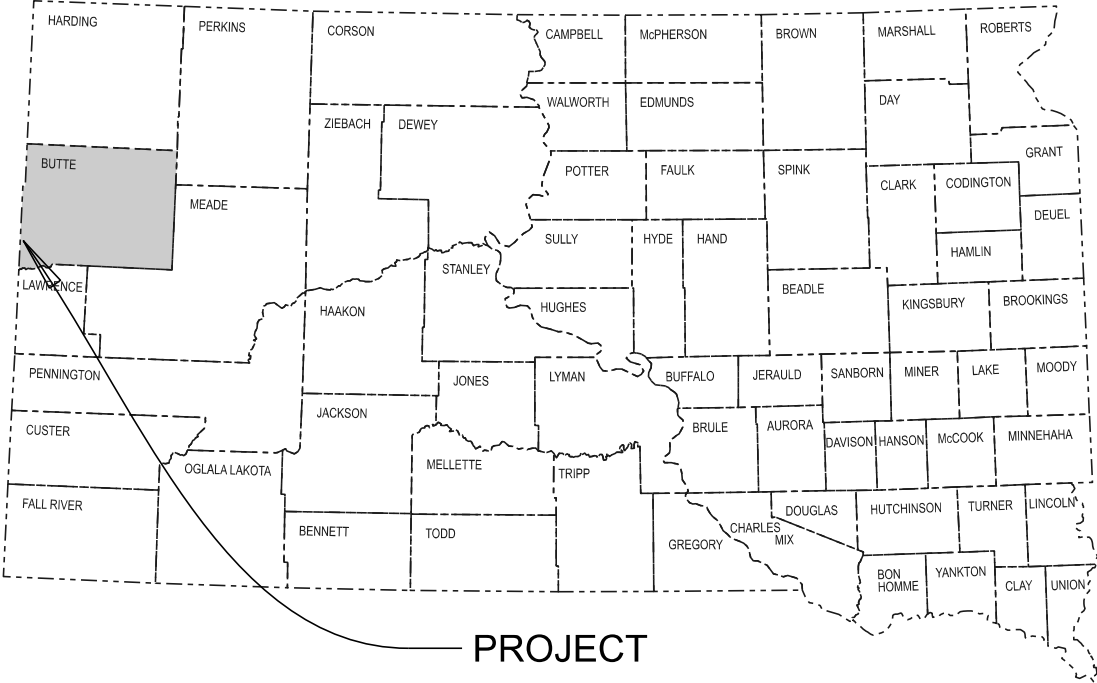 HARDING
PERKINS
CORSON
CAMPBELL
McPHERSON
BROWN
MARSHALL
ROBERTS
WALWORTH
EDMUNDS
DAY
ZIEBACH
DEWEY
GRANT
BUTTE
POTTER
FAULK
SPINK
CLARK
CODINGTON
MEADE
DEUEL
SULLY
HYDE
HAND
HAMLIN
STANLEY
LAWRENCE
BEADLE
KINGSBURY
BROOKINGS
HAAKON
HUGHES
PENNINGTON
JONES
LYMAN
BUFFALO
JERAULD
SANBORN
MINER
LAKE
MOODY
JACKSON
CUSTER
BRULE
AURORA
DAVISON
HANSON
McCOOK
MINNEHAHA
OGLALA LAKOTA
MELLETTE
TRIPP
FALL RIVER
DOUGLAS
HUTCHINSON
TURNER
LINCOLN
BENNETT
TODD
GREGORY
CHARLES
MIX
BON
HOMME
YANKTON
CLAY
UNION
PROJECT